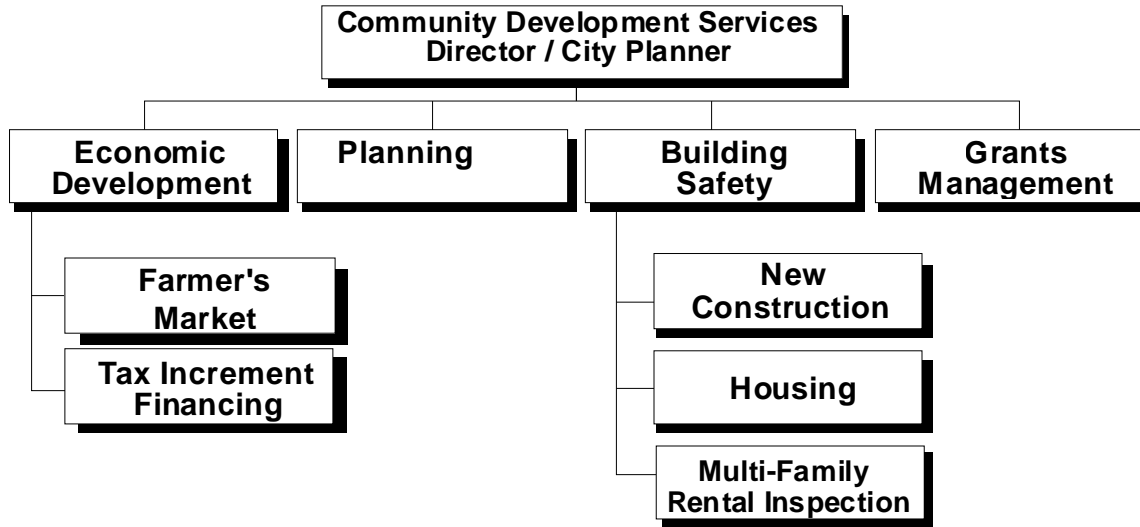 Community Development Services
Director / City Planner
Economic
Development
Planning
Building
Safety
Grants
Management
Farmer's
Market
Tax Increment
Financing
New
Construction
Housing
Multi-Family
Rental Inspection